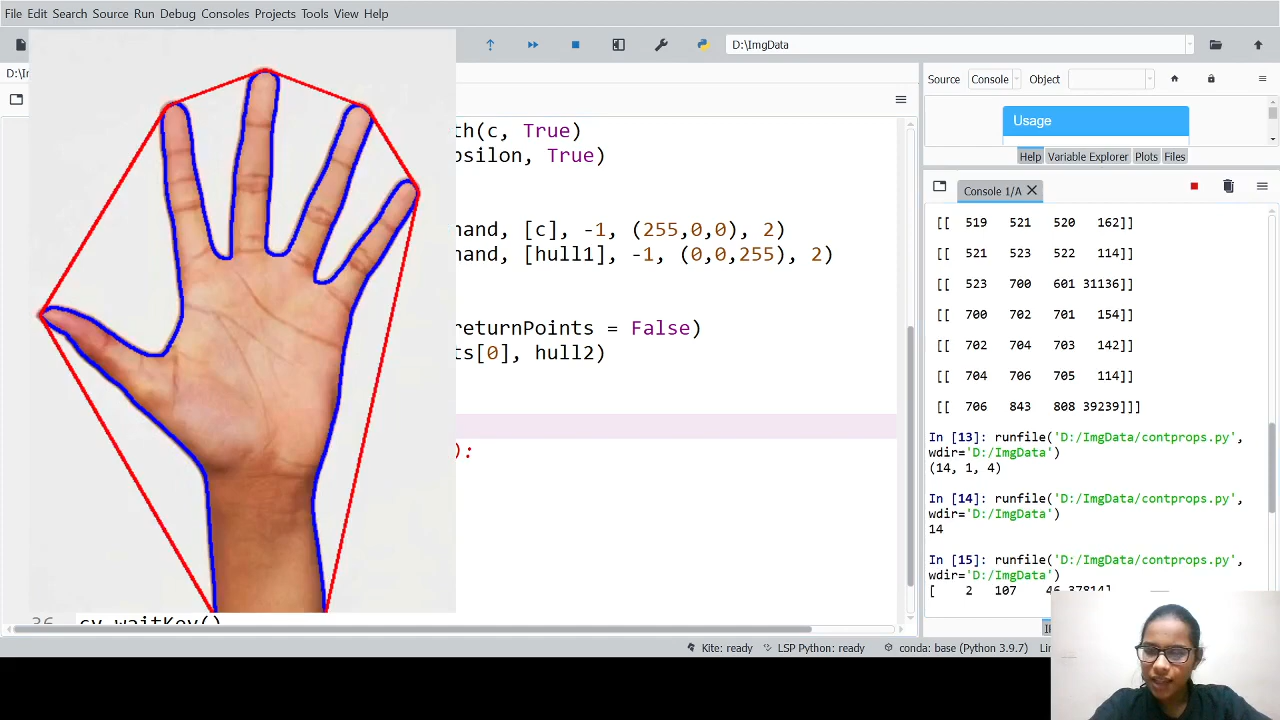 File Edit Search Source Run Debug Consoles Projects Tools View Help
D:\ImgData
Source Console Object
Usage
Help Variable Explorer Plots Files
Console 1/A
th(c, True)
psilon, True)
[c], -1, (255,0,0), 2)
[hull1], -1, (0,0,255), 2)
returnPoints = False)
ts[0], hull2)
):
36 cv.waitKey()
[[ 519 521 520 162]]
[[ 521 523 522 114]]
[[ 523 700 601 31136]]
[[ 700 702 701 154]]
[[ 702 704 703 142]]
[[ 704 706 705 114]]
[[ 706 843 808 39239]]]
In [13]: runfile('D:/ImgData/contprops.py',
wdir='D:/ImgData')
(14, 1, 4)
In [14]: runfile('D:/ImgData/contprops.py',
wdir='D:/ImgData')
14
In [15]: runfile('D:/ImgData/contprops.py',
wdir='D:/ImgData')
[ 2 107 46 37814]
Kite: ready LSP Python: ready conda: base (Python 3.9.7)